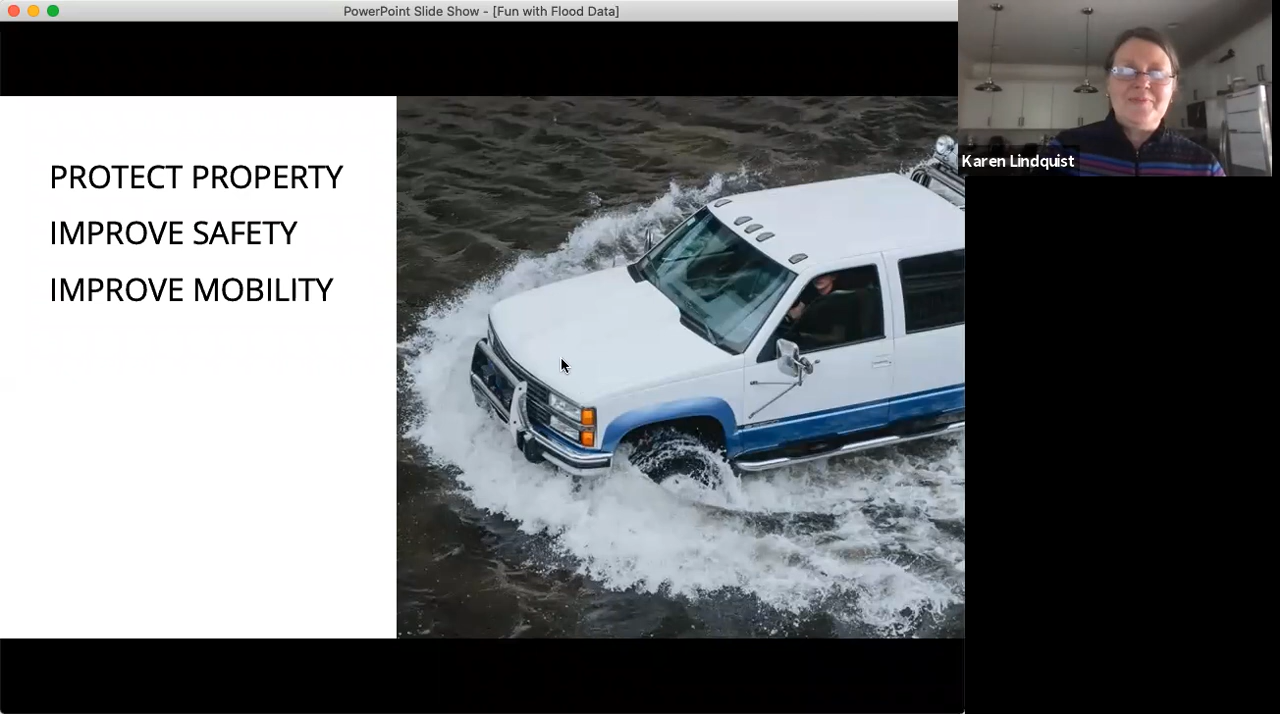 PowerPoint Slide Show - [Fun with Flood Data]
PROTECT PROPERTY
IMPROVE SAFETY
IMPROVE MOBILITY
Karen Lindquist